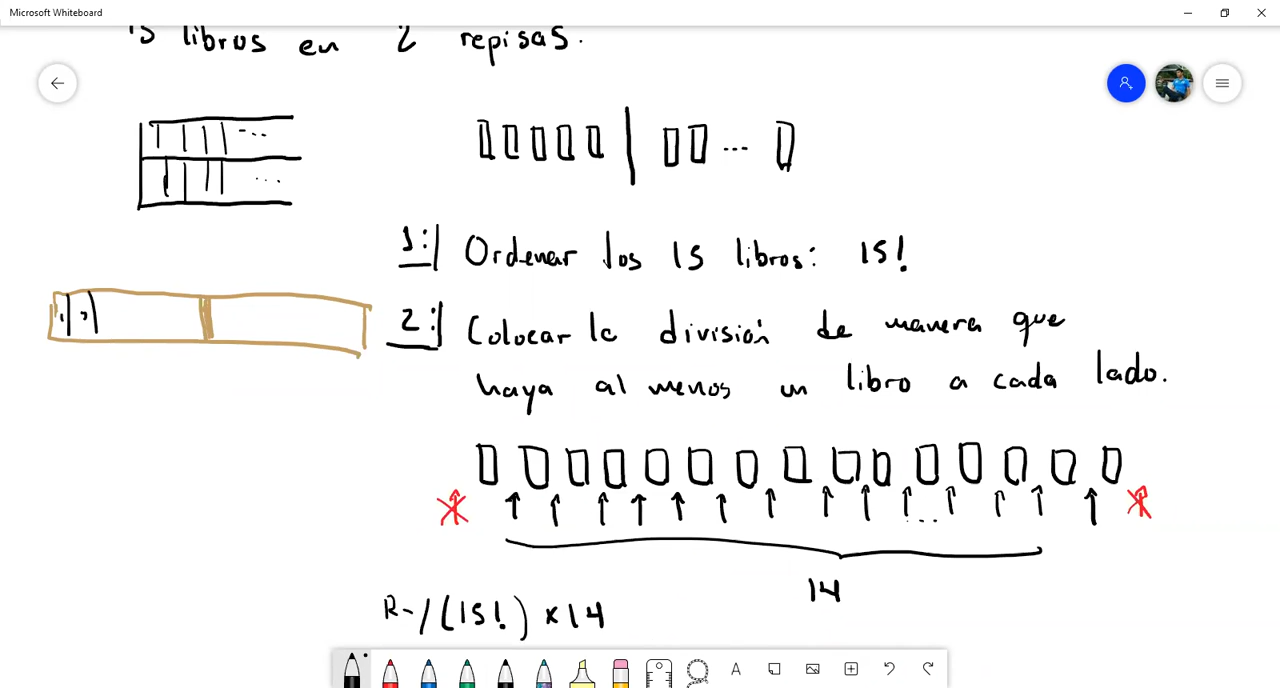 Microsoft Whiteboard
15 libros en 2 repisas.
1:| Ordenar los 15 libros: 15!
2:| Colocar la división de manera que
haya al menos un libro a cada lado.
...
14
R-/(15!) × 14
A